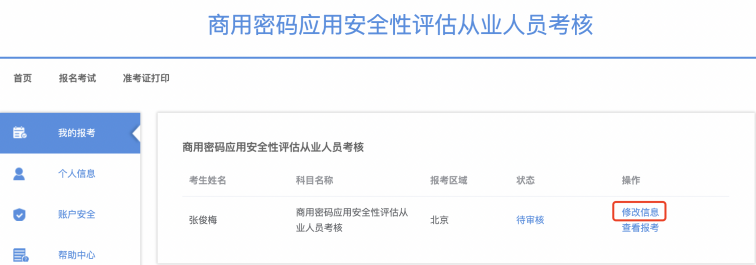 商用密码应用安全性评估从业人员考核
首页 报名考试 准考证打印
我的报考
个人信息
账户安全
帮助中心
商用密码应用安全性评估从业人员考核
考生姓名 科目名称 报考区域 状态 操作
张俊梅 商用密码应用安全性评估从 北京 待审核 修改信息
业人员考核 查看报考